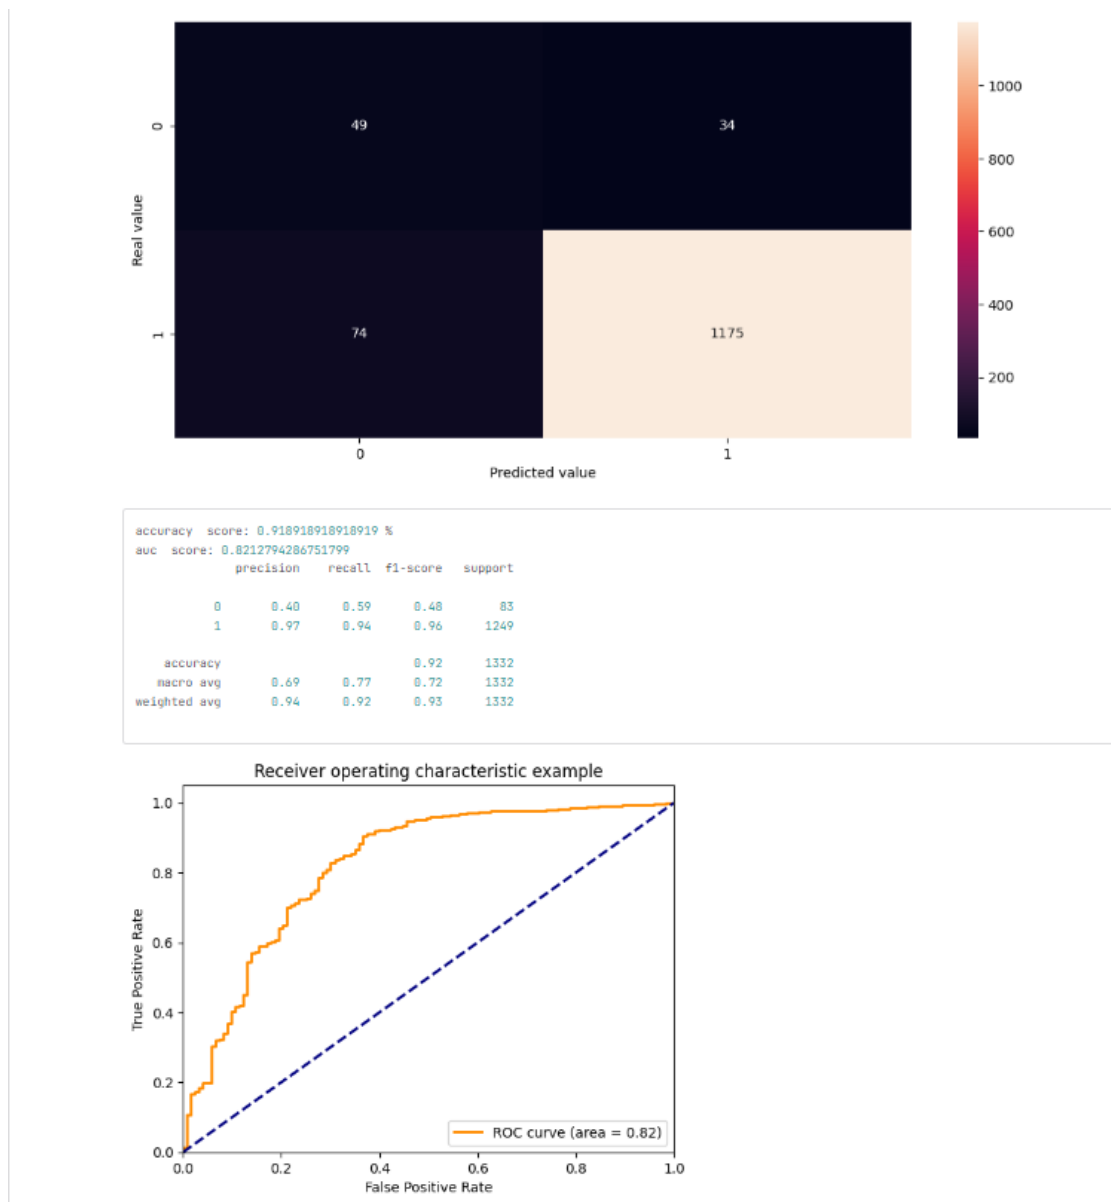 1000
0
49
34
800
Real value
600
400
1
74
1175
200
0
1
Predicted value
accuracy  score: 0.918918918918919 %
auc  score: 0.8212794286751799
precision recall f1-score support
0 0.40 0.59 0.48 83
1 0.97 0.94 0.96 1249
accuracy 0.92 1332
macro avg 0.69 0.77 0.72 1332
weighted avg 0.94 0.92 0.93 1332
Receiver operating characteristic example
1.0
0.8
0.6
True Positive Rate
0.4
0.2
ROC curve (area = 0.82)
0.0
0.0 0.2 0.4 0.6 0.8 1.0
False Positive Rate